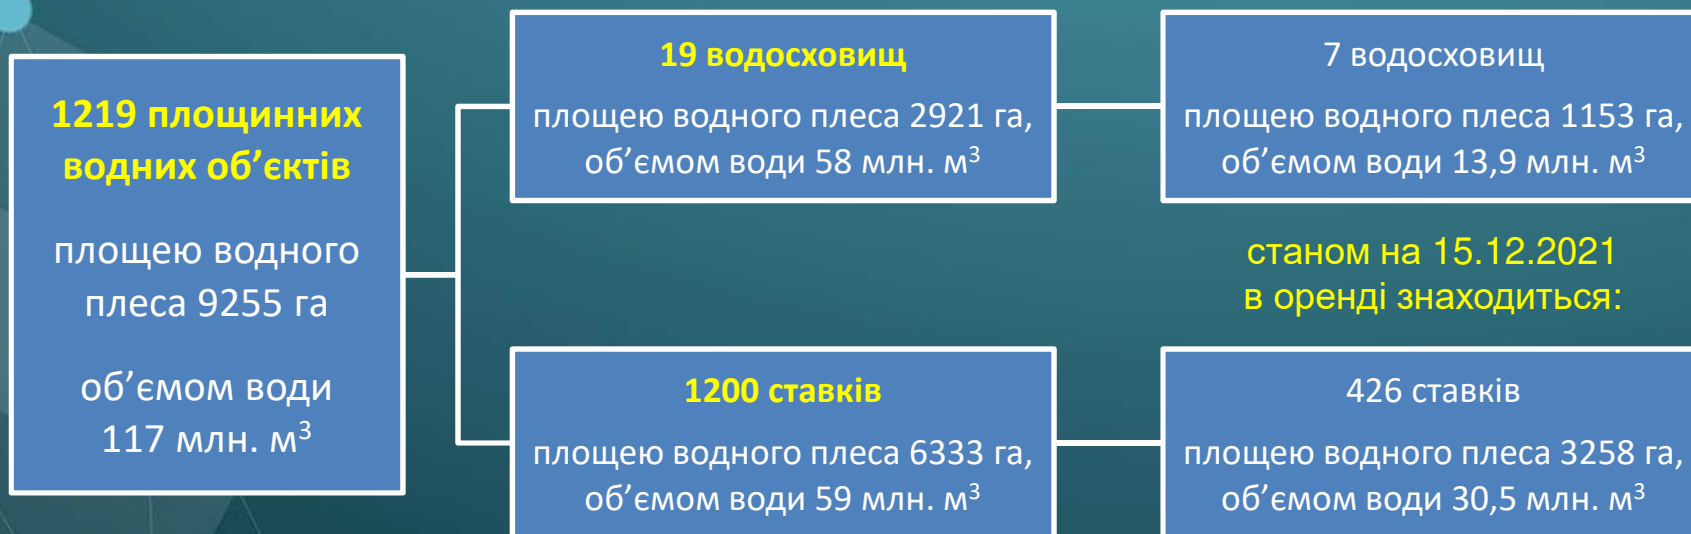 1219 площинних
водних об’єктів
площею водного
плеса 9255 га
об’ємом води
117 млн. м³
19 водосховищ
площею водного плеса 2921 га,
об’ємом води 58 млн. м³
7 водосховищ
площею водного плеса 1153 га,
об’ємом води 13,9 млн. м³
станом на 15.12.2021
в оренді знаходиться:
1200 ставків
площею водного плеса 6333 га,
об’ємом води 59 млн. м³
426 ставків
площею водного плеса 3258 га,
об’ємом води 30,5 млн. м³